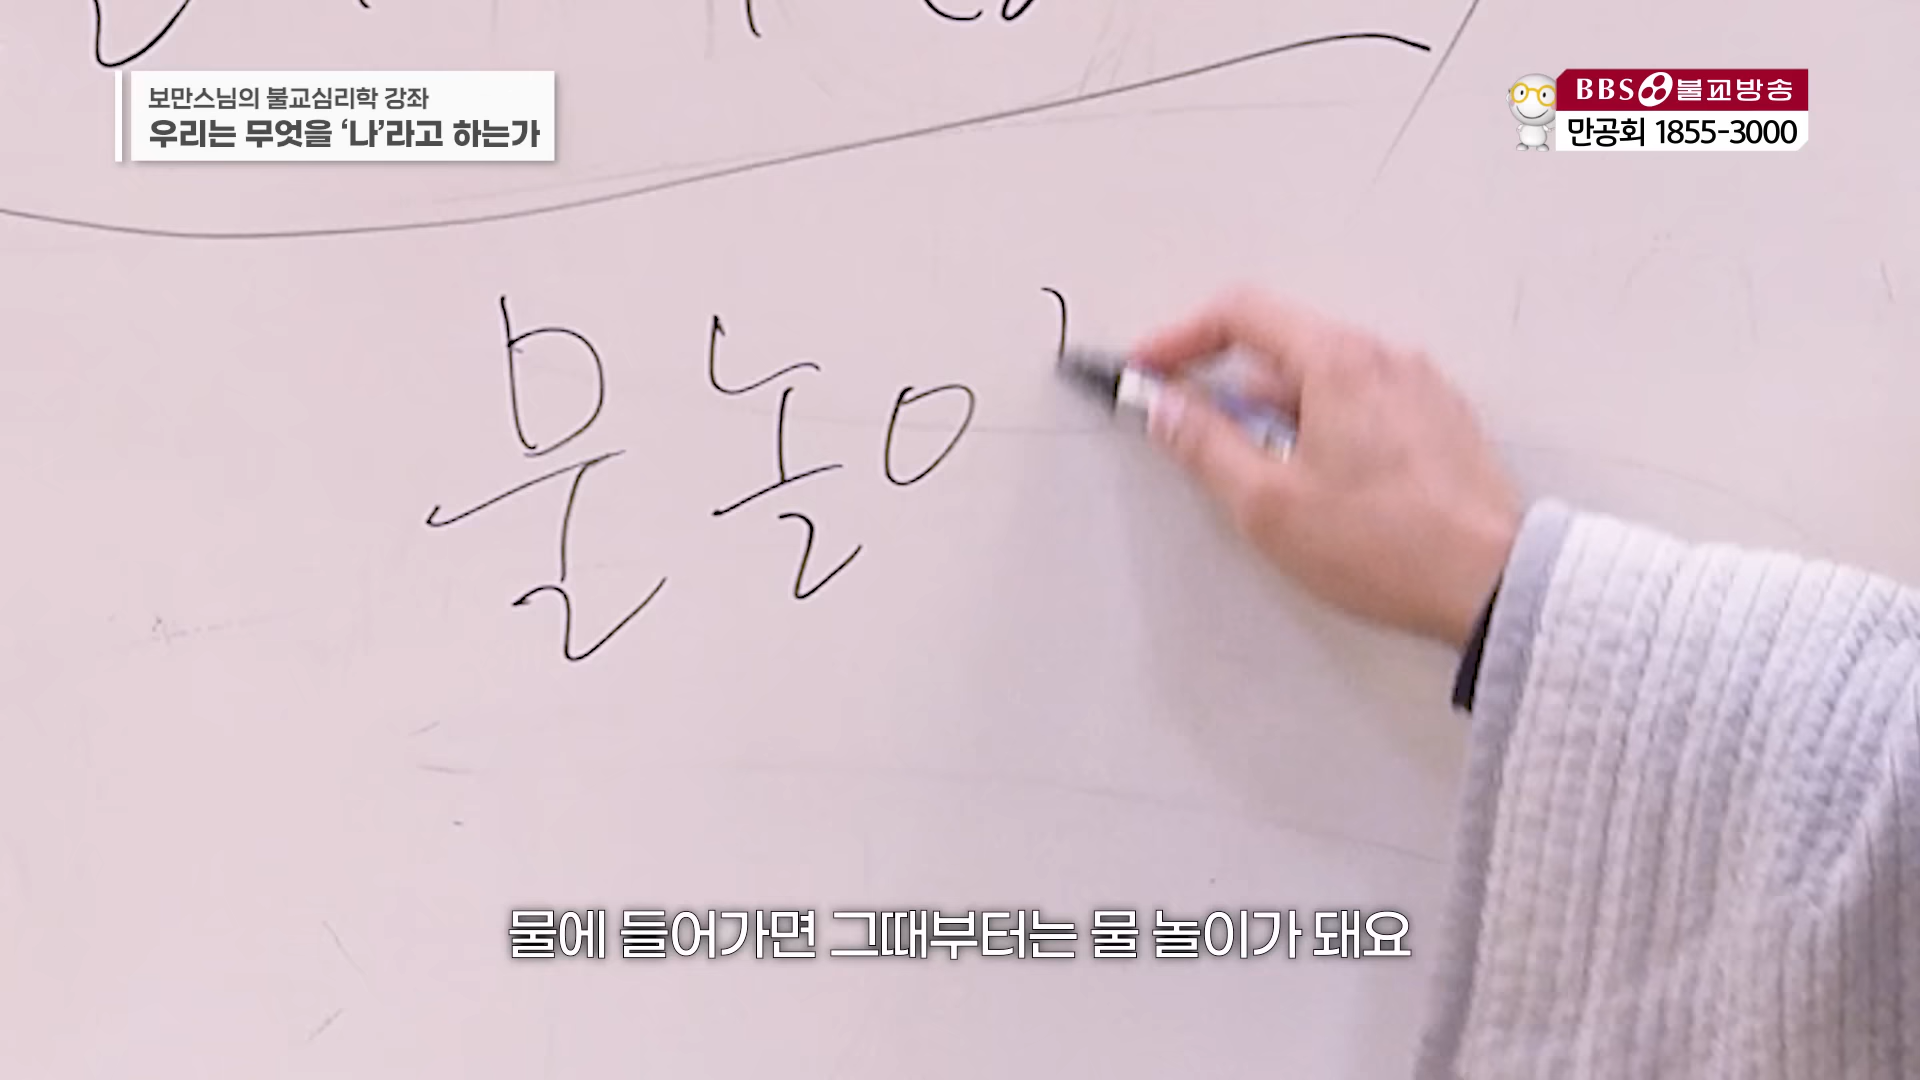 보만스님의 불교심리학 강좌
우리는 무엇을 ‘나’라고 하는가
BBS 불교방송
만공회 1855-3000
물놀이
물에 들어가면 그때부터는 물 놀이가 돼요